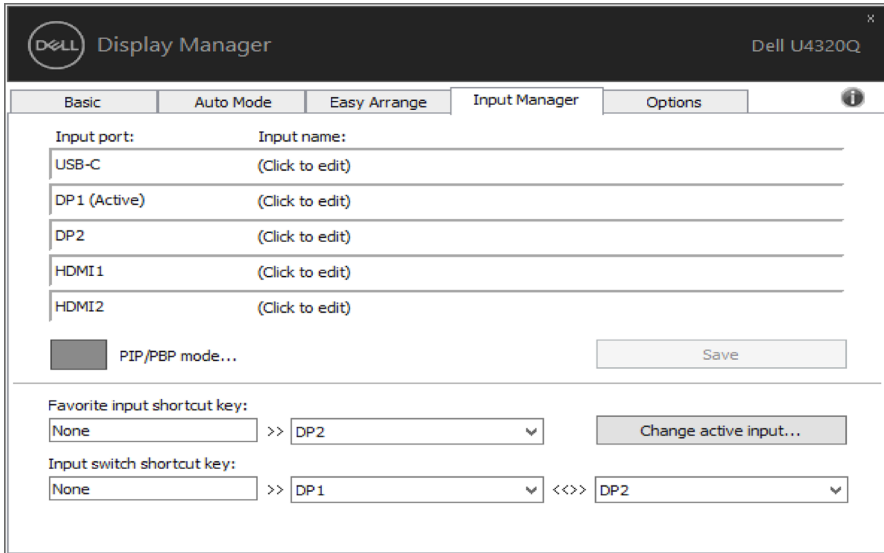 x
DELL Display Manager Dell U4320Q
Basic Auto Mode Easy Arrange Input Manager Options i
Input port: Input name:
USB-C (Click to edit)
DP1 (Active) (Click to edit)
DP2 (Click to edit)
HDMI1 (Click to edit)
HDMI2 (Click to edit)
PIP/PBP mode... Save
Favorite input shortcut key:
None >> DP2 Change active input...
Input switch shortcut key:
None >> DP1 <<>> DP2